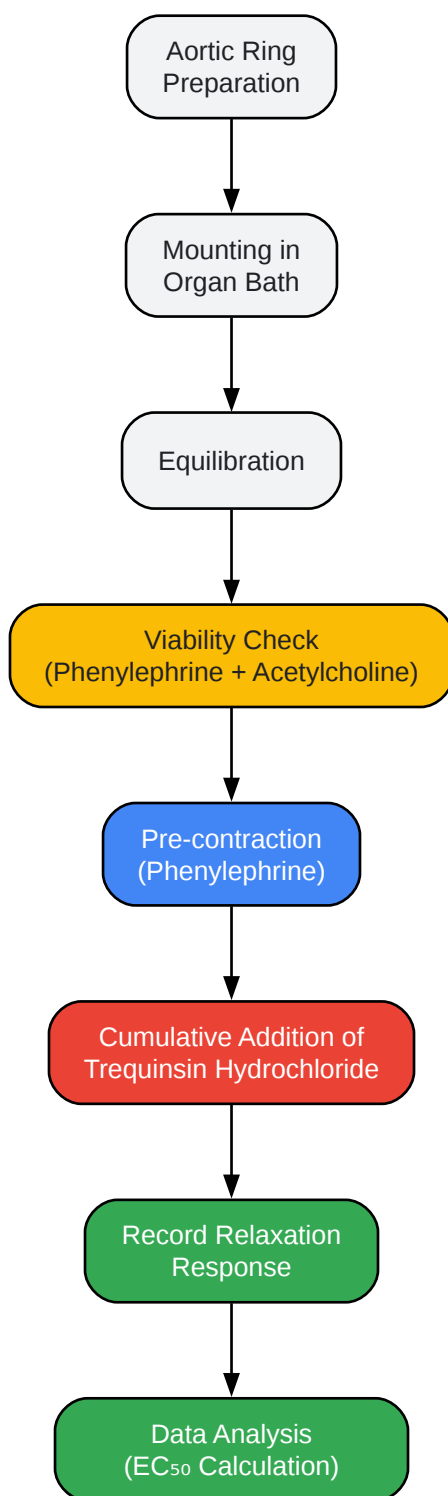 Aortic Ring
Preparation
Mounting in
Organ Bath
Equilibration
Viability Check
(Phenylephrine + Acetylcholine)
Pre-contraction
(Phenylephrine)
Cumulative Addition of
Trequinsin Hydrochloride
Record Relaxation
Response
Data Analysis
(EC₅₀ Calculation)